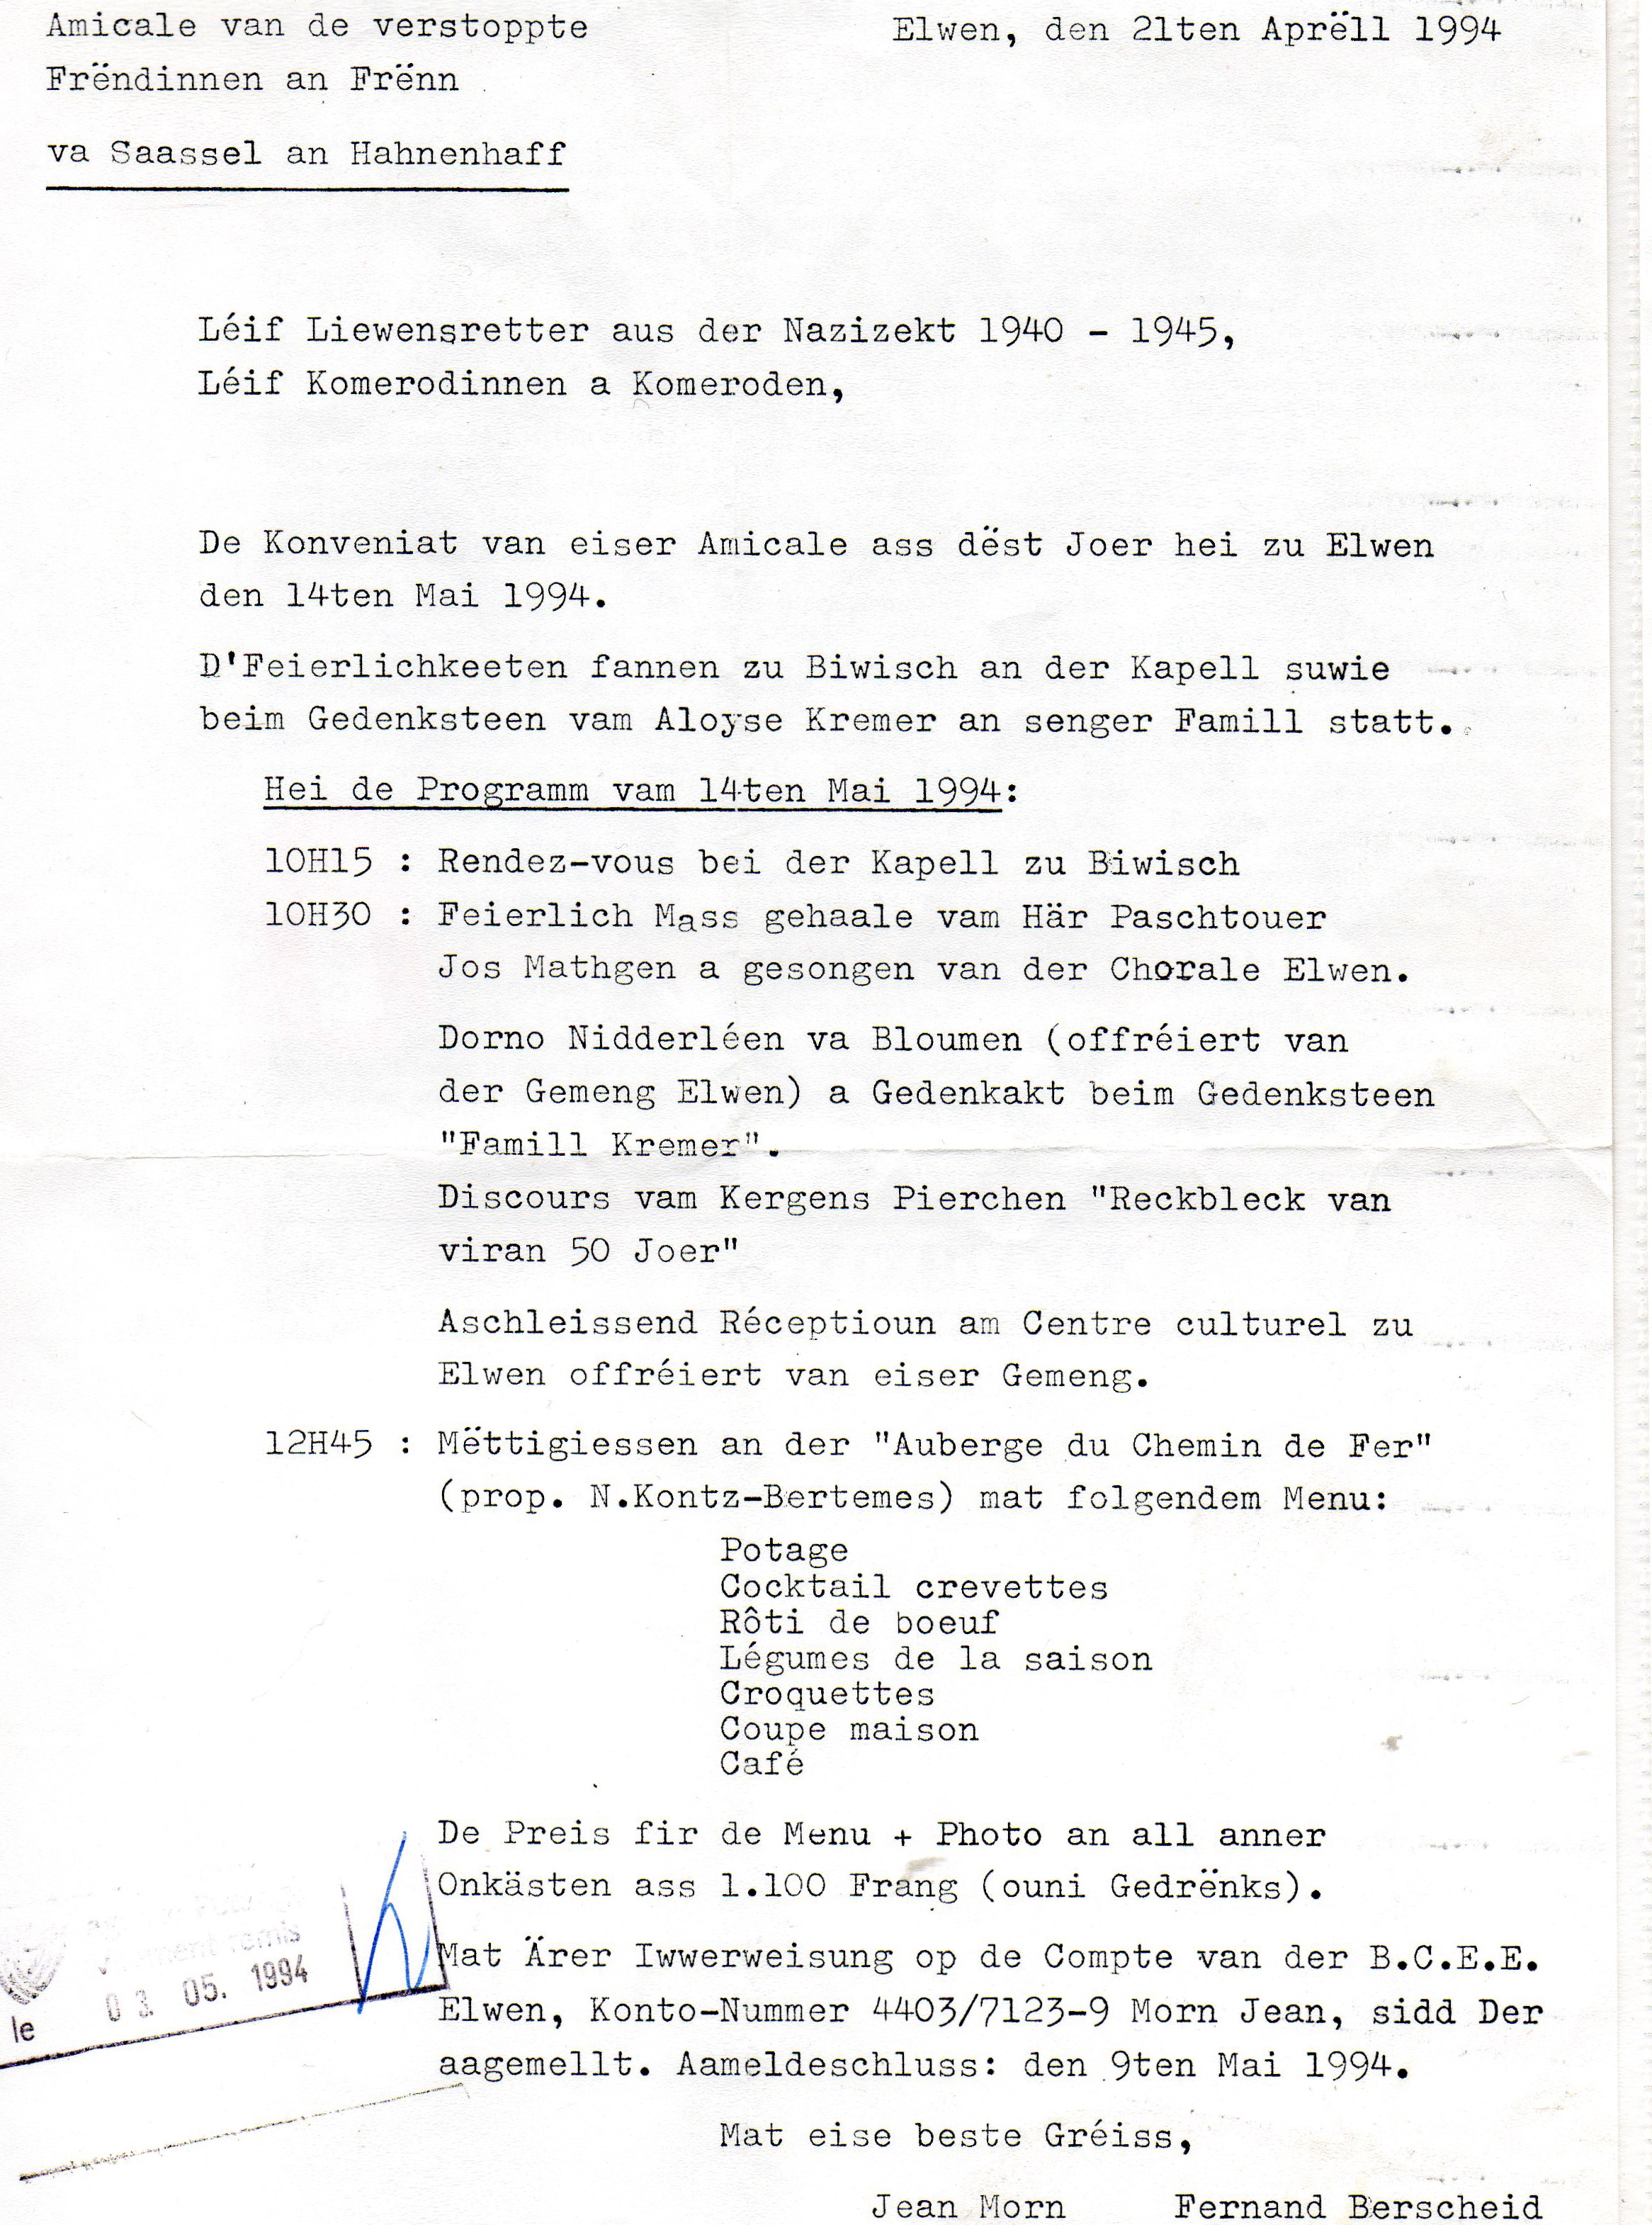 Amicale van de verstoppte
Frëndinnen an Frënn
va Saassel an Hahnenhaff
Elwen, den 21ten Aprëll 1994
Léif Liewensretter aus der Nazizekt 1940 - 1945,
Léif Komerodinnen a Komeroden,
De Konveniat van eiser Amicale ass dëst Joer hei zu Elwen
den 14ten Mai 1994.
D'Feierlichkeeten fannen zu Biwisch an der Kapell suwie
beim Gedenksteen vam Aloyse Kremer an senger Famill statt.
Hei de Programm vam 14ten Mai 1994:
10H15 : Rendez-vous bei der Kapell zu Biwisch
10H30 : Feierlich Mass gehaale vam Här Paschtouer
Jos Mathgen a gesongen van der Chorale Elwen.
Dorno Nidderléen va Bloumen (offréiert van
der Gemeng Elwen) a Gedenkakt beim Gedenksteen
"Famill Kremer".
Discours vam Kergens Pierchen "Reckbleck van
viran 50 Joer"
Aschleissend Réceptioun am Centre culturel zu
Elwen offréiert van eiser Gemeng.
12H45 : Mëttigiessen an der "Auberge du Chemin de Fer"
(prop. N.Kontz-Bertemes) mat folgendem Menu:
Potage
Cocktail crevettes
Rôti de boeuf
Légumes de la saison
Croquettes
Coupe maison
Café
De Preis fir de Menu + Photo an all anner
Onkästen ass 1.100 Frang (ouni Gedrënks).
Mat Ärer Iwwerweisung op de Compte van der B.C.E.E.
Elwen, Konto-Nummer 4403/7123-9 Morn Jean, sidd Der
aagemellt. Aameldeschluss: den 9ten Mai 1994.
remis
le 03. 05. 1994
Mat eise beste Gréiss,
Jean Morn Fernand Berscheid